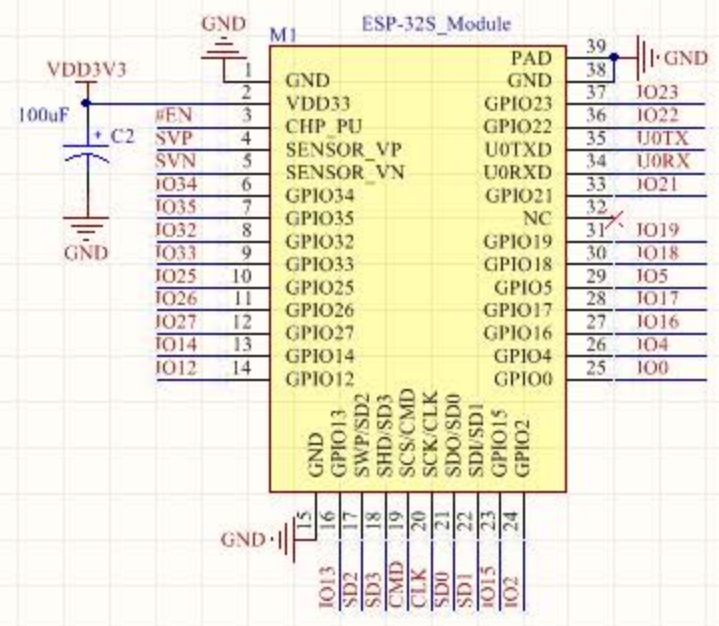 ESP-32S_Module
M1
GND
VDD3V3
100uF
+ C2
GND
1 GND
2 VDD33
#EN 3 CHP_PU
SVP 4 SENSOR_VP
SVN 5 SENSOR_VN
IO34 6 GPIO34
IO35 7 GPIO35
IO32 8 GPIO32
IO33 9 GPIO33
IO25 10 GPIO25
IO26 11 GPIO26
IO27 12 GPIO27
IO14 13 GPIO14
IO12 14 GPIO12
PAD 39 GND
GND 38
GPIO23 37 IO23
GPIO22 36 IO22
U0TXD 35 U0TX
U0RXD 34 U0RX
GPIO21 33 IO21
NC 32
GPIO19 31 IO19
GPIO18 30 IO18
GPIO5 29 IO5
GPIO17 28 IO17
GPIO16 27 IO16
GPIO4 26 IO4
GPIO0 25 IO0
GND 15 GND
GPIO13 16 IO13
SWP/SD2 17 SD2
SHD/SD3 18 SD3
SCS/CMD 19 CMD
SCK/CLK 20 CLK
SDO/SD0 21 SD0
SDI/SD1 22 SD1
GPIO15 23 IO15
GPIO2 24 IO2